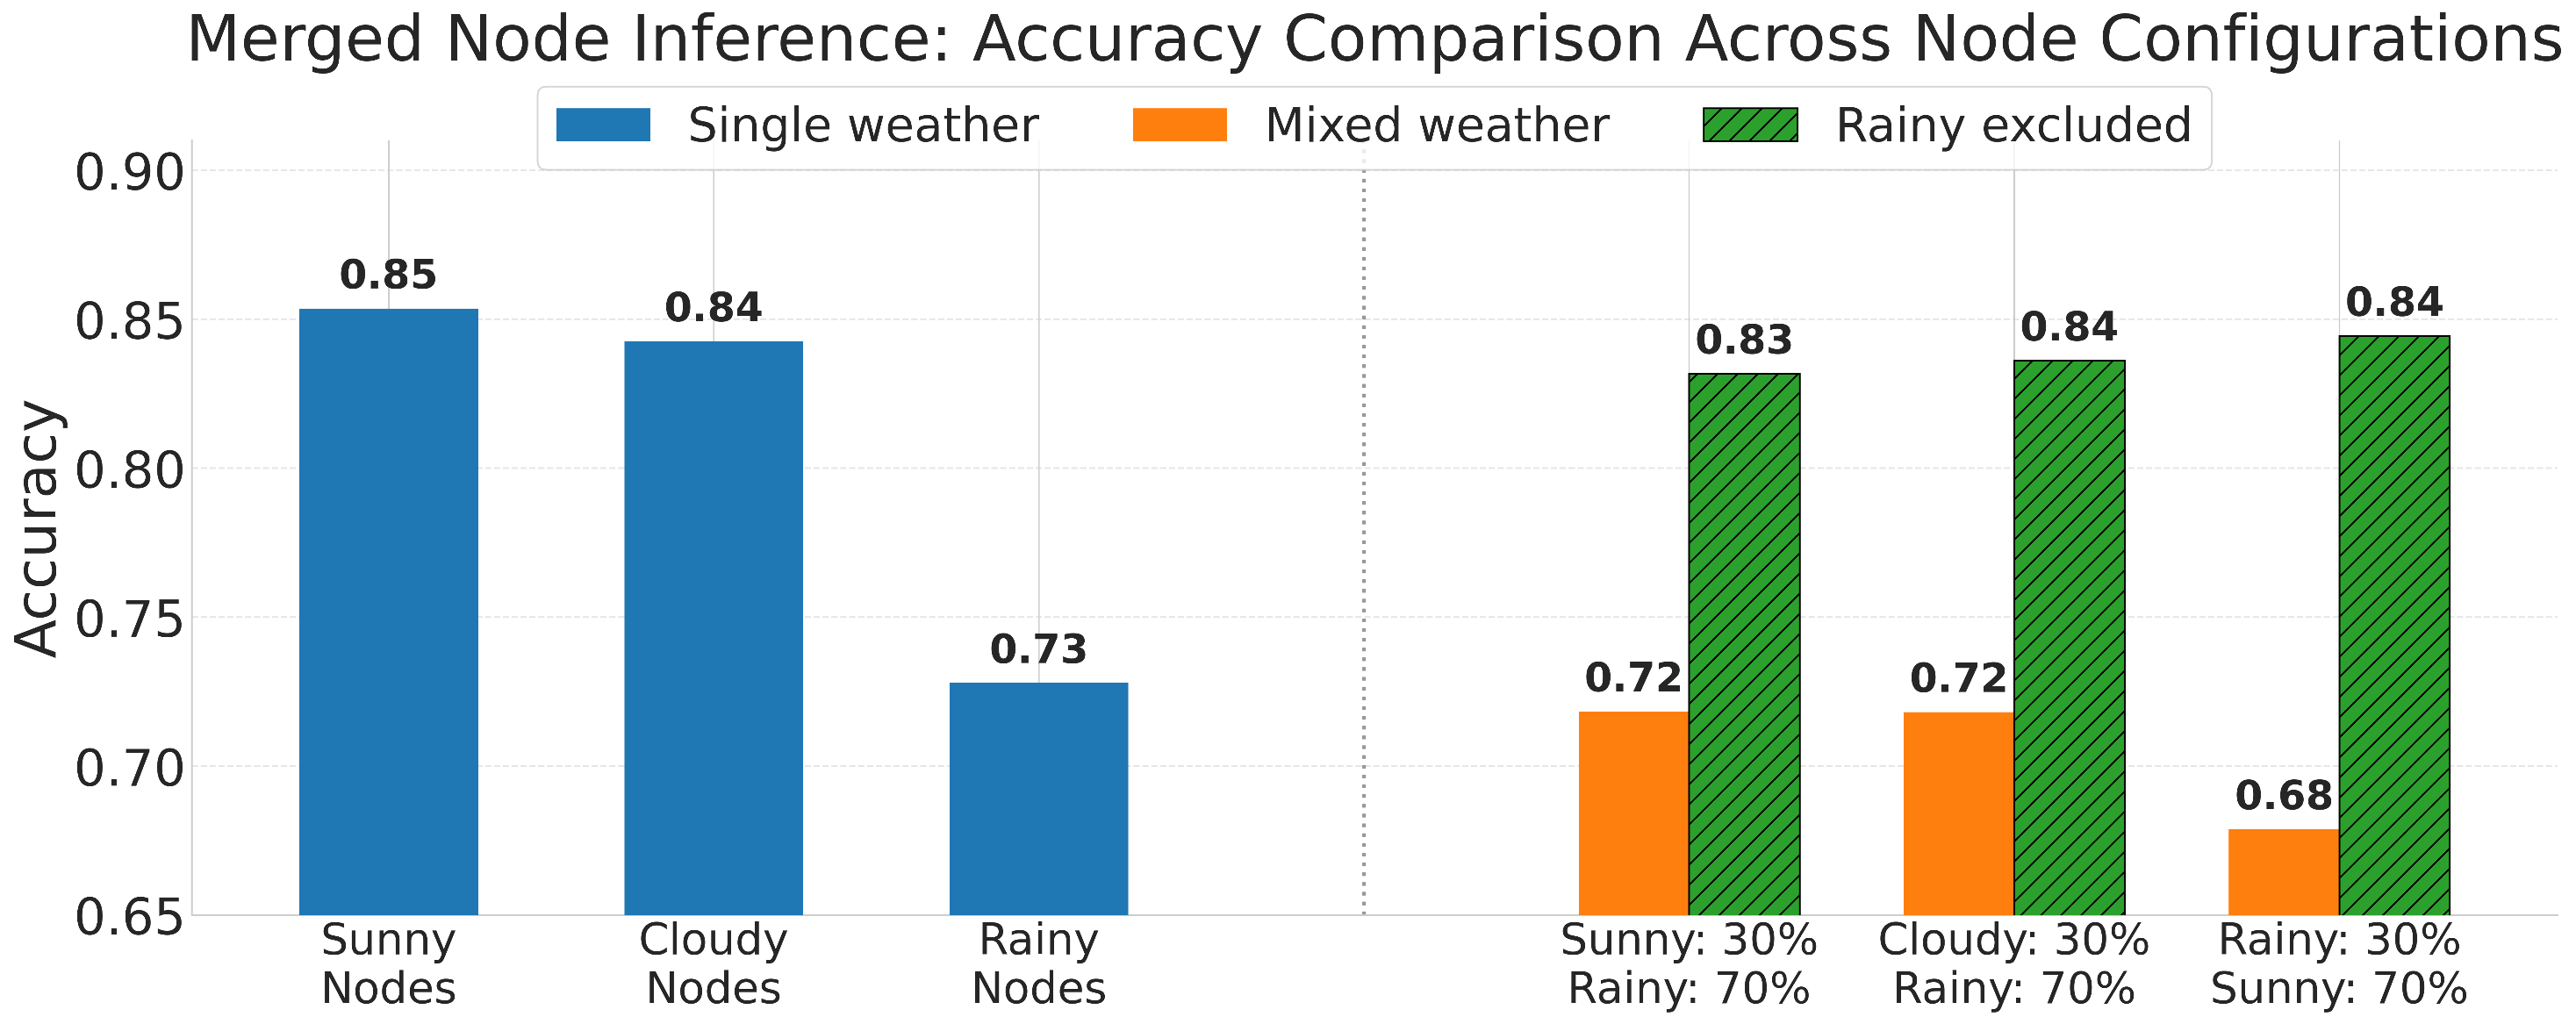 Merged Node Inference: Accuracy Comparison Across Node Configurations
Single weather
Mixed weather
Rainy excluded
Accuracy
0.90
0.85
0.80
0.75
0.70
0.65
0.85
0.84
0.73
0.72
0.83
0.72
0.84
0.68
0.84
Sunny
Nodes
Cloudy
Nodes
Rainy
Nodes
Sunny: 30%
Rainy: 70%
Cloudy: 30%
Rainy: 70%
Rainy: 30%
Sunny: 70%